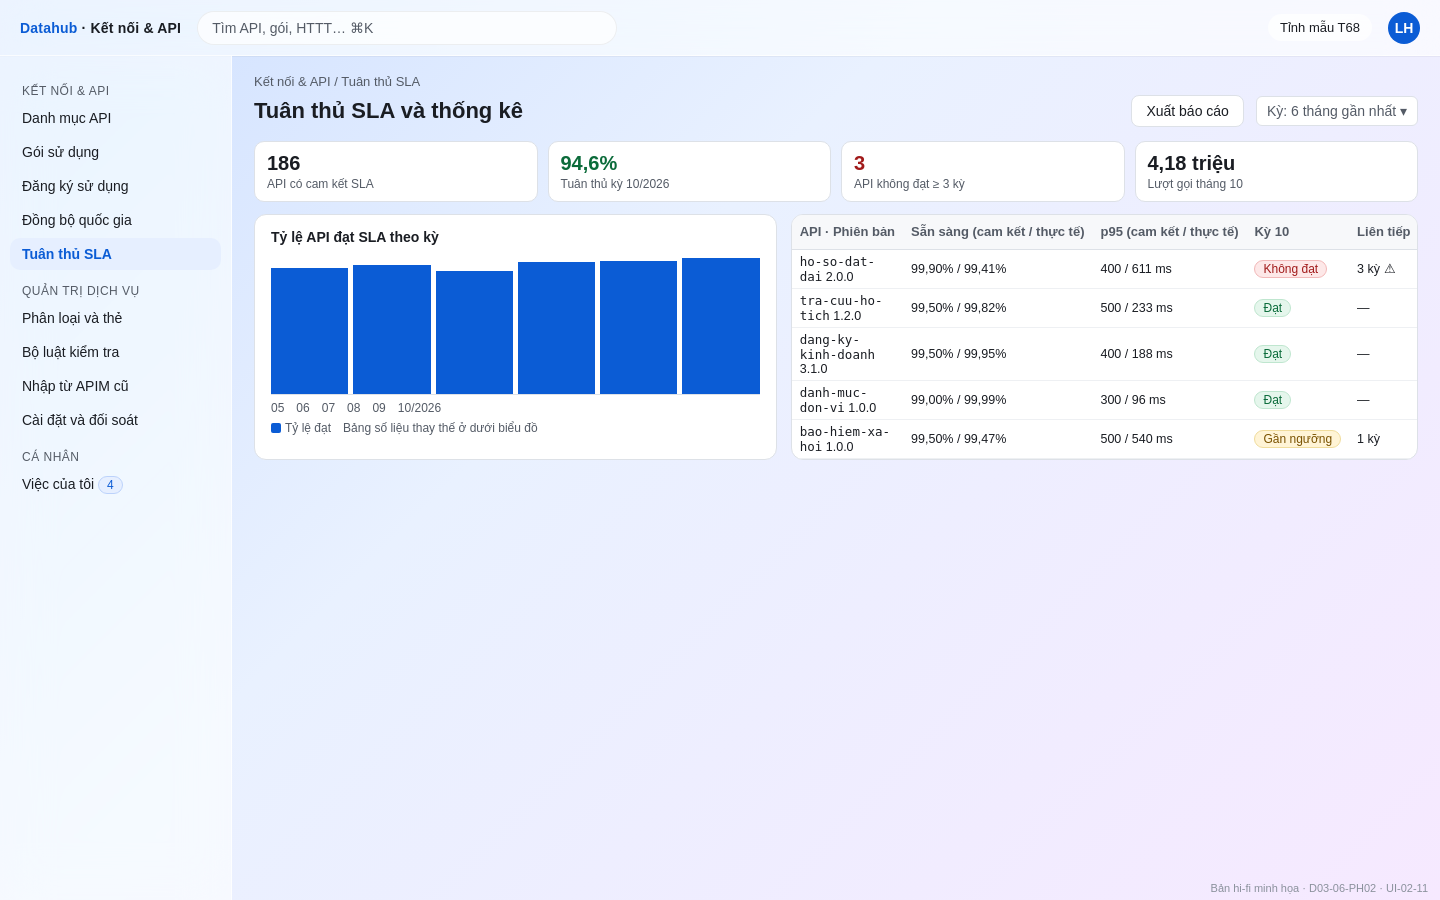 Datahub · Kết nối & API
Tìm API, gói, HTTT… ⌘K
Tỉnh mẫu T68
LH
KẾT NỐI & API
Danh mục API
Gói sử dụng
Đăng ký sử dụng
Đồng bộ quốc gia
Tuân thủ SLA
QUẢN TRỊ DỊCH VỤ
Phân loại và thẻ
Bộ luật kiểm tra
Nhập từ APIM cũ
Cài đặt và đối soát
CÁ NHÂN
Việc của tôi 4
Kết nối & API / Tuân thủ SLA
Tuân thủ SLA và thống kê
Xuất báo cáo
Kỳ: 6 tháng gần nhất ▾
186
API có cam kết SLA
94,6%
Tuân thủ kỳ 10/2026
3
API không đạt ≥ 3 kỳ
4,18 triệu
Lượt gọi tháng 10
Tỷ lệ API đạt SLA theo kỳ
05 06 07 08 09 10/2026
Tỷ lệ đạt Bảng số liệu thay thế ở dưới biểu đồ
API · Phiên bản Sẵn sàng (cam kết / thực tế) p95 (cam kết / thực tế) Kỳ 10 Liên tiếp
ho-so-dat-
dai 2.0.0 99,90% / 99,41% 400 / 611 ms Không đạt 3 kỳ ⚠
tra-cuu-ho-
tich 1.2.0 99,50% / 99,82% 500 / 233 ms Đạt —
dang-ky-
kinh-doanh
3.1.0 99,50% / 99,95% 400 / 188 ms Đạt —
danh-muc-
don-vi 1.0.0 99,00% / 99,99% 300 / 96 ms Đạt —
bao-hiem-xa-
hoi 1.0.0 99,50% / 99,47% 500 / 540 ms Gần ngưỡng 1 kỳ
Bản hi-fi minh họa · D03-06-PH02 · UI-02-11